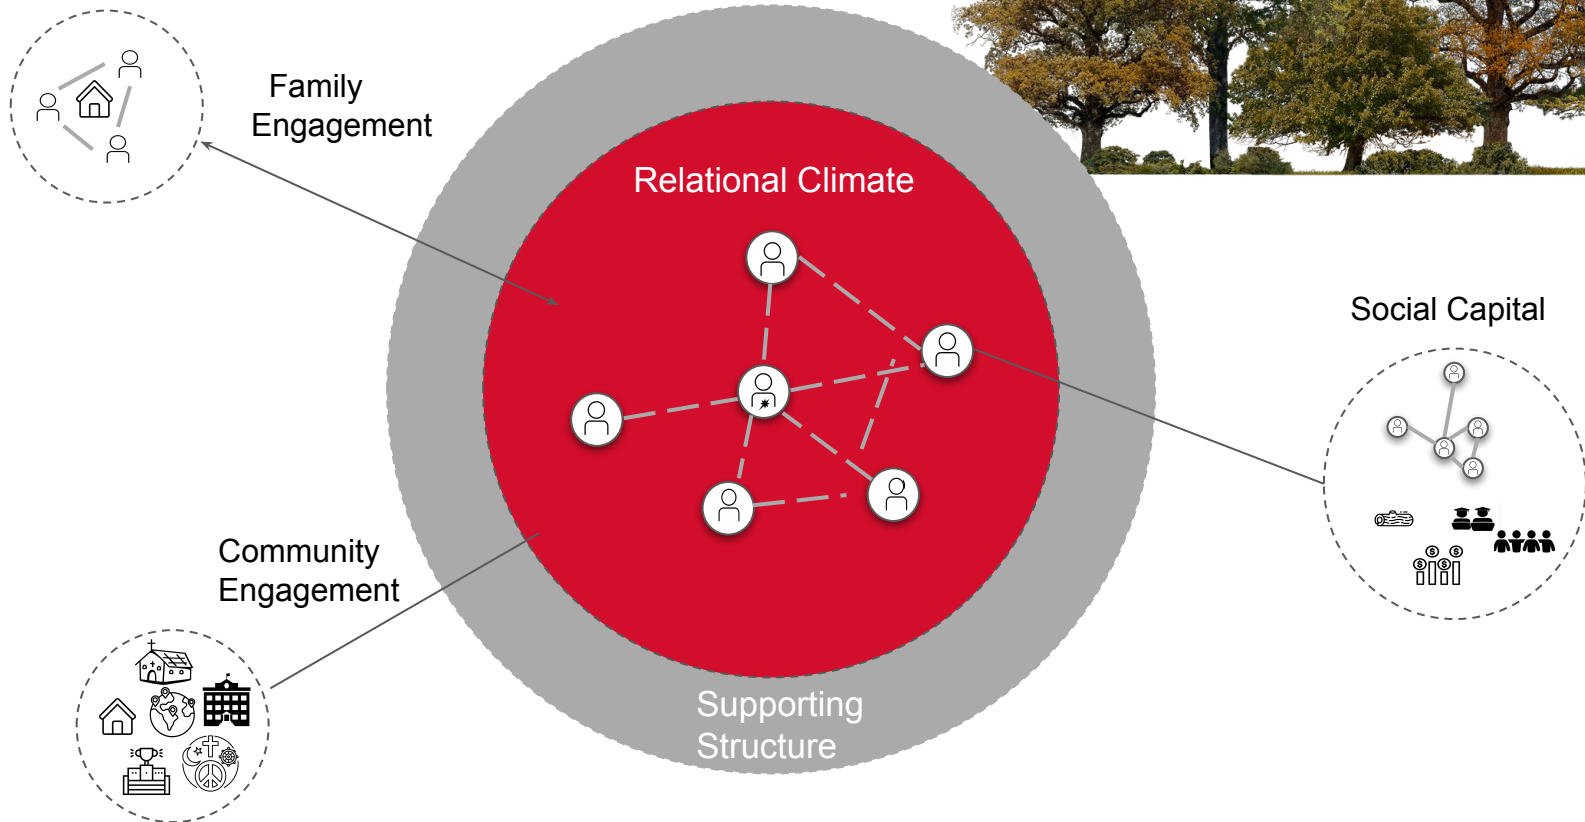 Family
Engagement
Relational Climate
Social Capital
Community
Engagement
Supporting
Structure